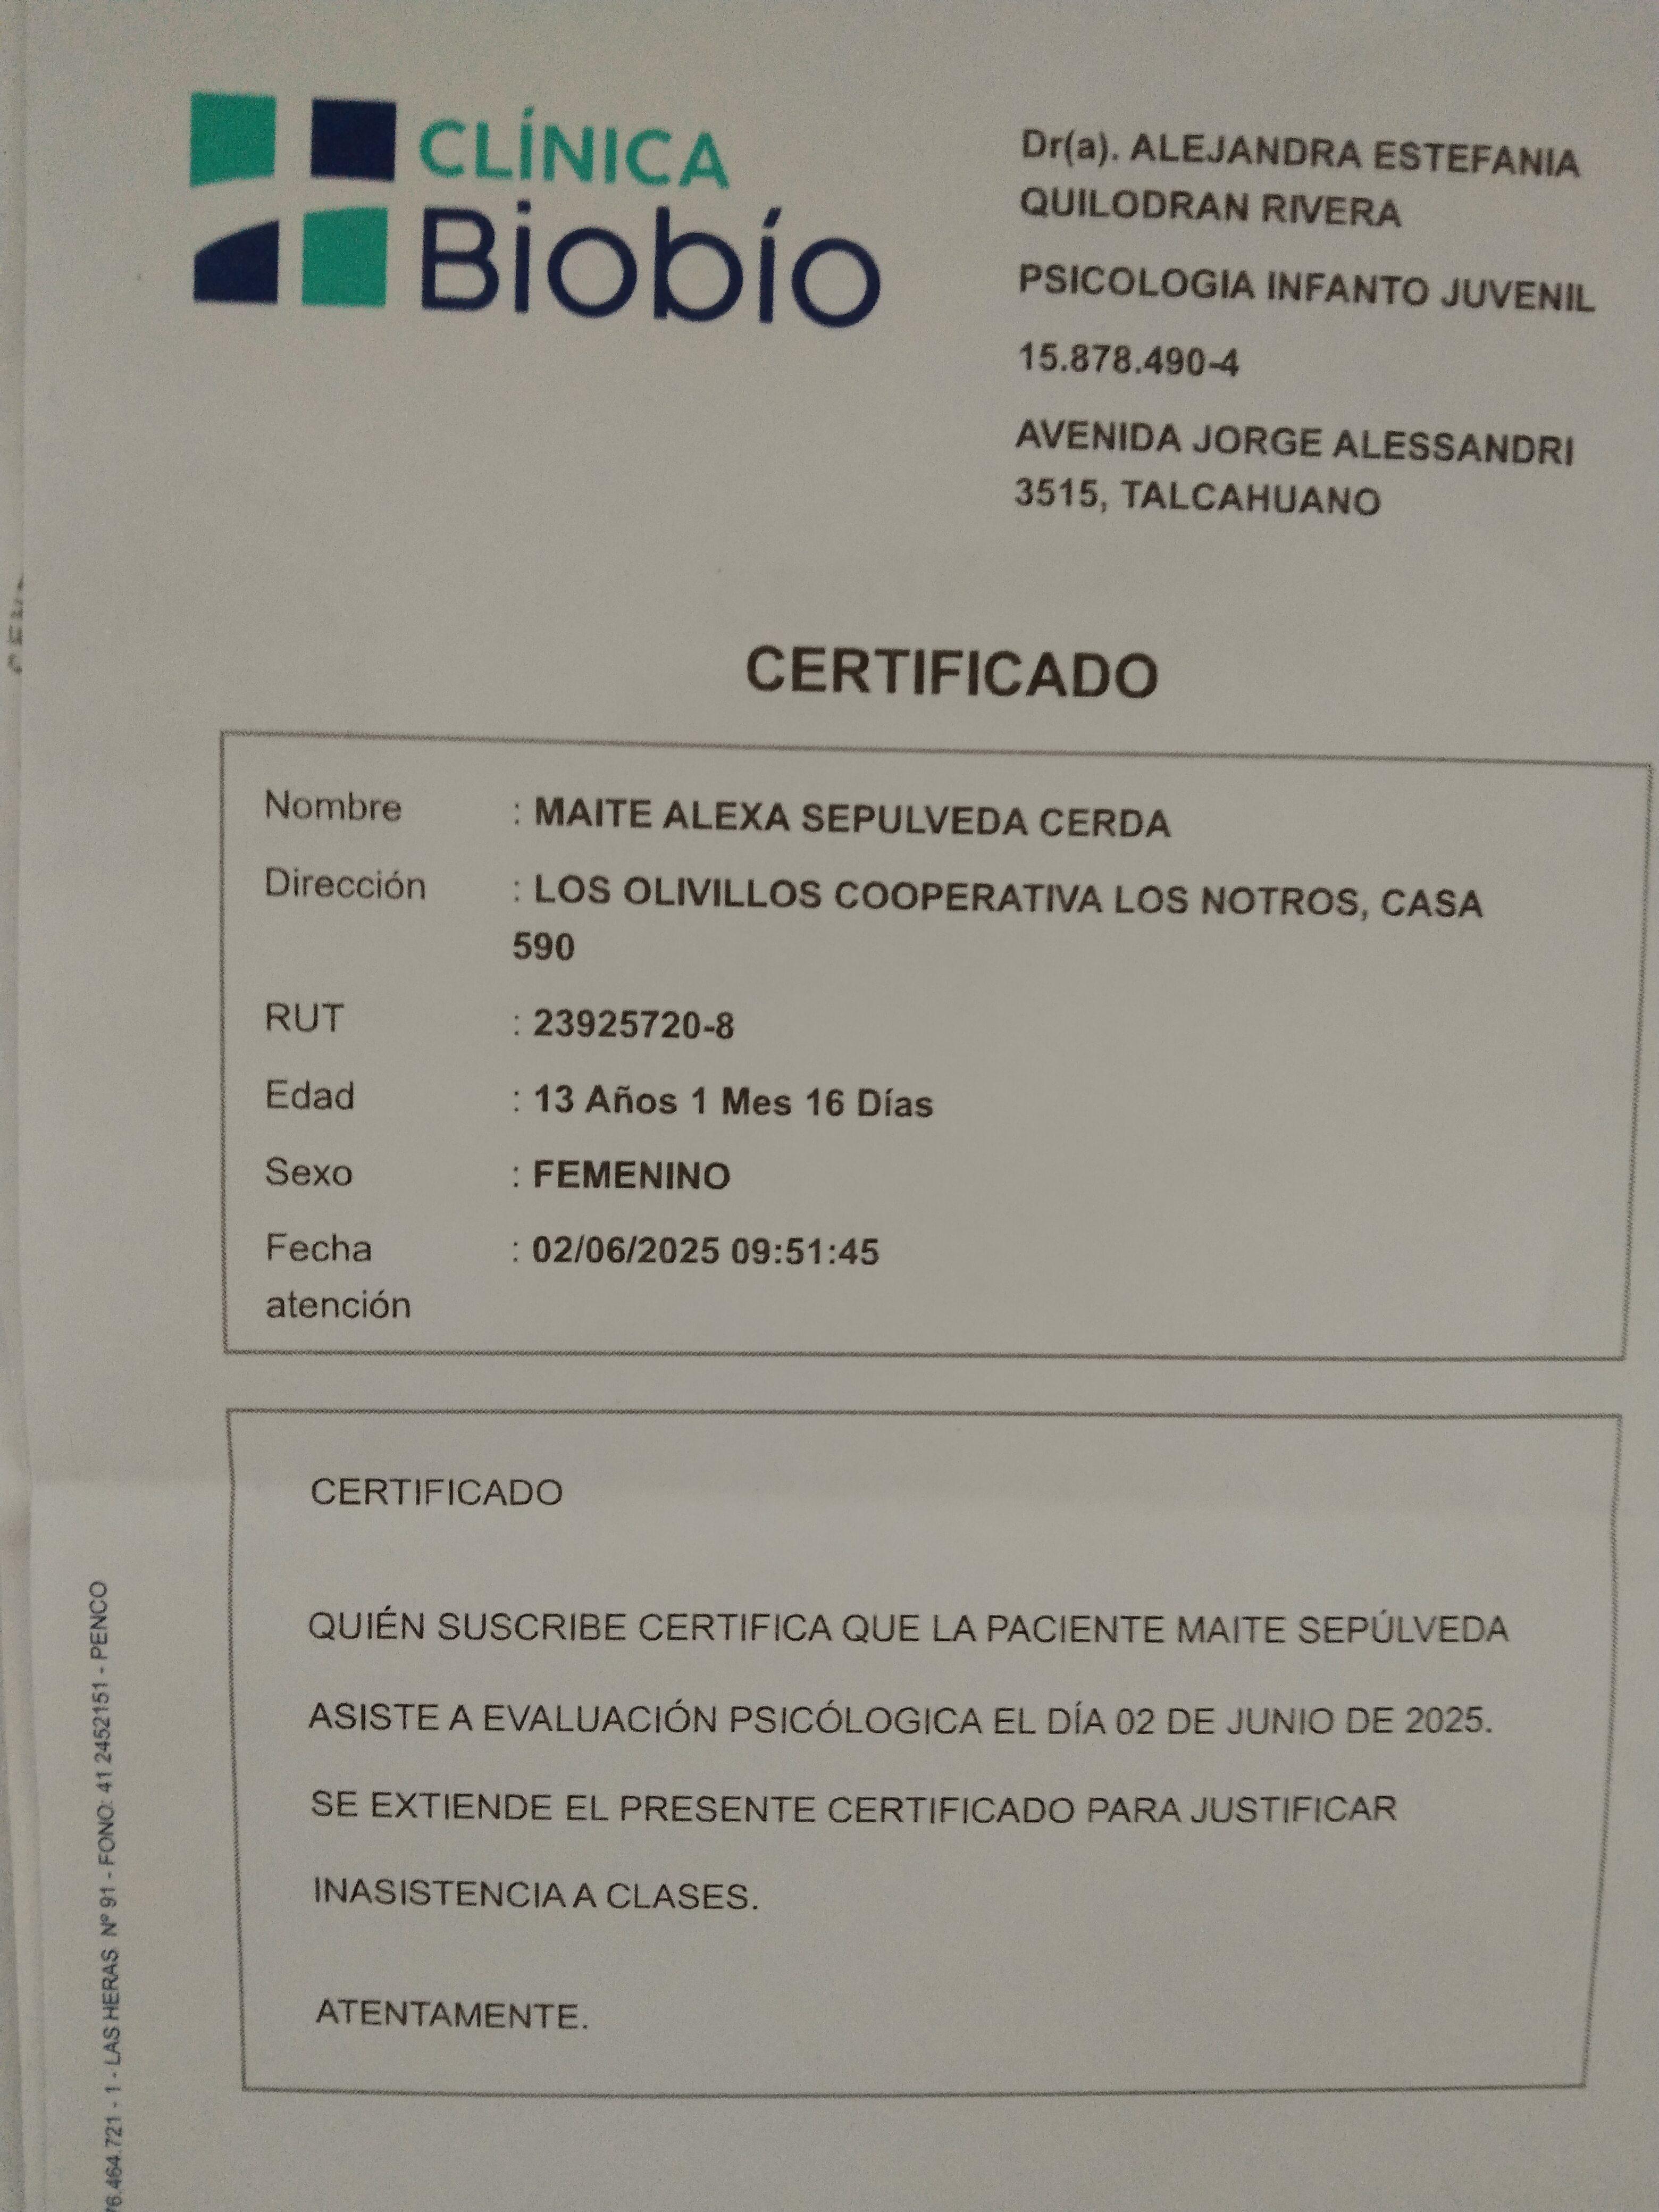 CLÍNICA
Biobío
Dr(a). ALEJANDRA ESTEFANIA
QUILODRAN RIVERA
PSICOLOGIA INFANTO JUVENIL
15.878.490-4
AVENIDA JORGE ALESSANDRI
3515, TALCAHUANO
CERTIFICADO
Nombre : MAITE ALEXA SEPULVEDA CERDA
Dirección : LOS OLIVILLOS COOPERATIVA LOS NOTROS, CASA
590
RUT : 23925720-8
Edad : 13 Años 1 Mes 16 Días
Sexo : FEMENINO
Fecha : 02/06/2025 09:51:45
atención
CERTIFICADO
QUIÉN SUSCRIBE CERTIFICA QUE LA PACIENTE MAITE SEPÚLVEDA
ASISTE A EVALUACIÓN PSICÓLOGICA EL DÍA 02 DE JUNIO DE 2025.
SE EXTIENDE EL PRESENTE CERTIFICADO PARA JUSTIFICAR
INASISTENCIA A CLASES.
ATENTAMENTE.
6.464.721 - 1 - LAS HERAS Nº 91 - FONO: 41 2452151 - PENCO